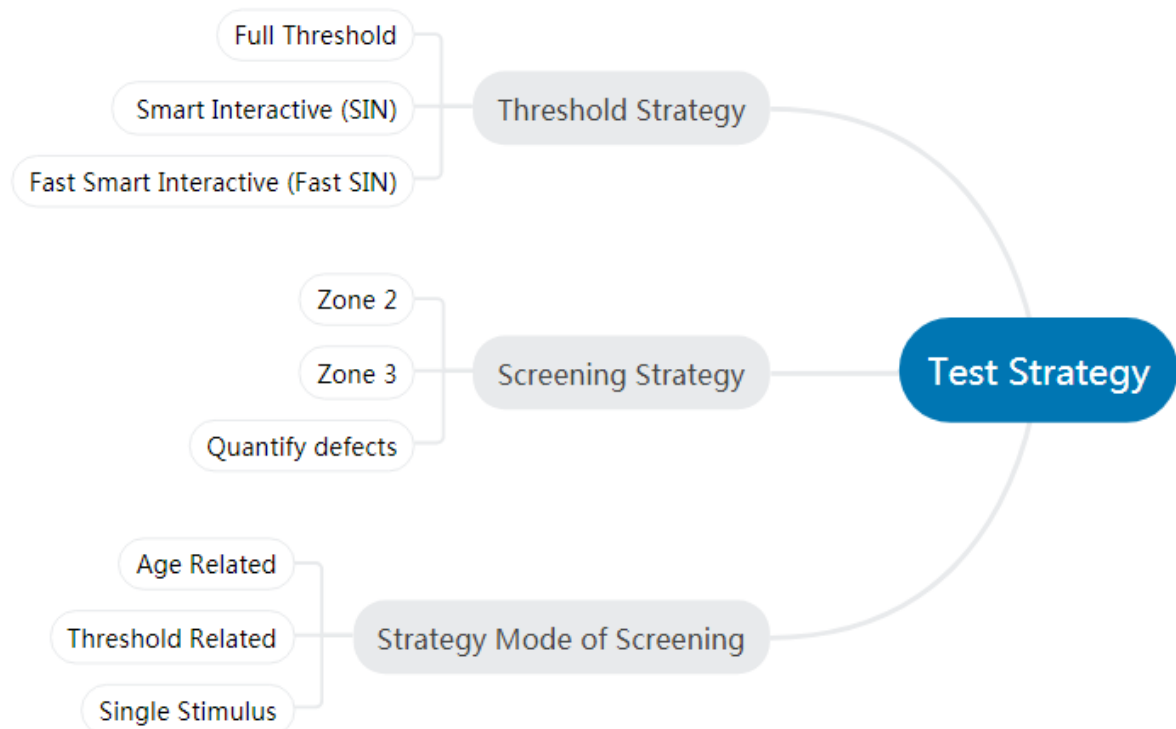 Full Threshold
Smart Interactive (SIN)
Fast Smart Interactive (Fast SIN)
Threshold Strategy
Zone 2
Zone 3
Quantify defects
Screening Strategy
Test Strategy
Age Related
Threshold Related
Single Stimulus
Strategy Mode of Screening